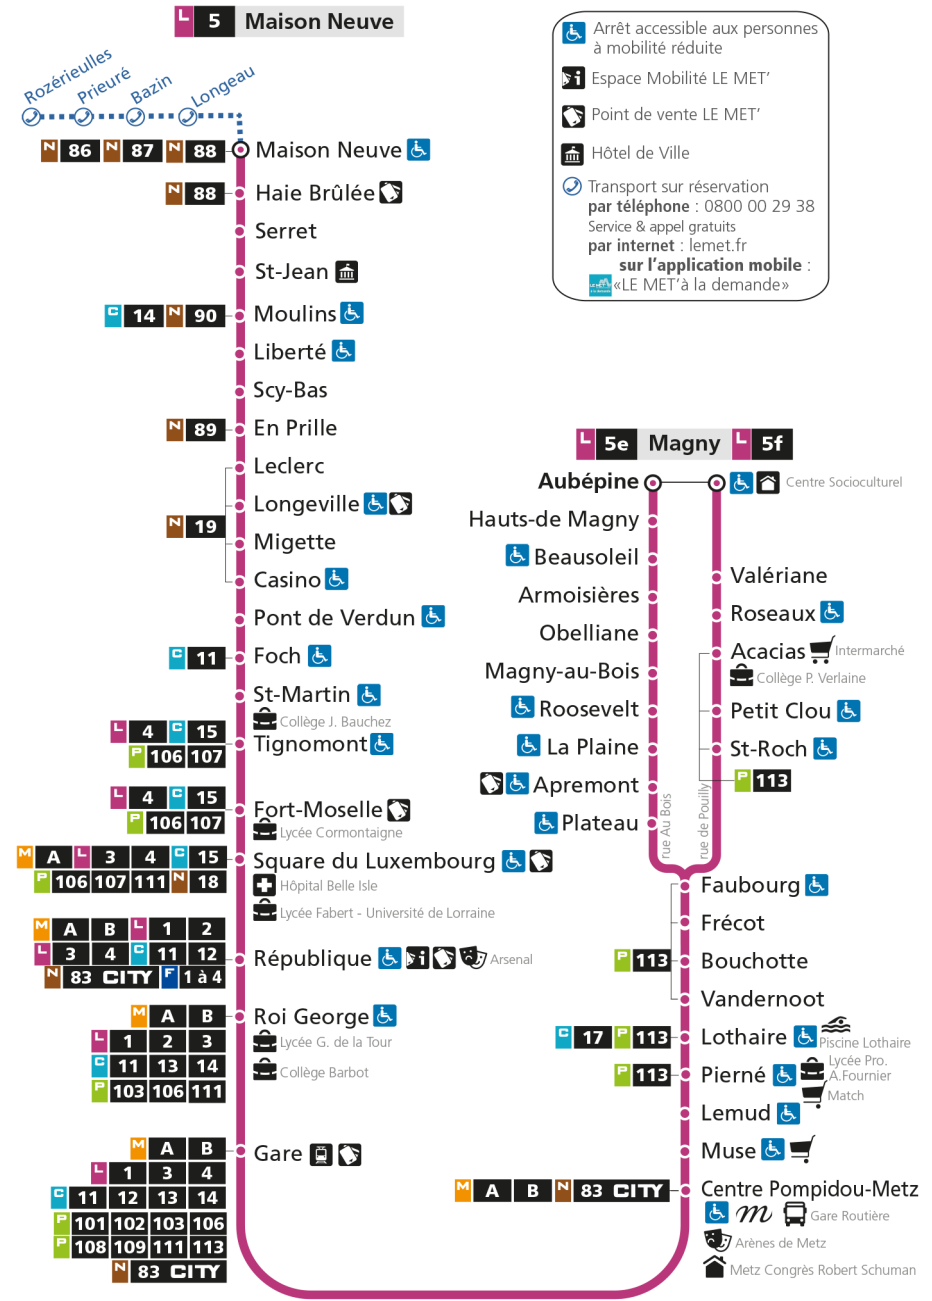 L 5 Maison Neuve
Rozérieulles
Prieuré
Bazin
Longeau
N 86 N 87 N 88 Maison Neuve
N 88 Haie Brûlée
Serret
St-Jean
C 14 N 90 Moulins
Liberté
Scy-Bas
N 89 En Prille
Leclerc
Longeville
N 19
Migette
Casino
Pont de Verdun
C 11 Foch
St-Martin
Collège J. Bauchez
L 4 C 15
P 106 107
Tignomont
L 4 C 15
P 106 107
Fort-Moselle
Lycée Cormontaigne
M A L 3 4 C 15
P 106 107 111 N 18
Square du Luxembourg
Hôpital Belle Isle
Lycée Fabert - Université de Lorraine
M A B L 1 2
L 3 4 C 11 12
N 83 CITY F 1 à 4
République
i
Arsenal
M A B
L 1 2 3
C 11 13 14
P 103 106 111
Roi George
Lycée G. de la Tour
Collège Barbot
M A B
L 1 3 4
C 11 12 13 14
P 101 102 103 106
P 108 109 111 113
N 83 CITY
Gare
Arrêt accessible aux personnes
à mobilité réduite
i Espace Mobilité LE MET'
Point de vente LE MET'
Hôtel de Ville
Transport sur réservation
par téléphone : 0800 00 29 38
Service & appel gratuits
par internet : lemet.fr
sur l'application mobile :
«LE MET'à la demande»
L 5e Magny L 5f
Aubépine
Centre Socioculturel
Hauts-de Magny
Beausoleil
Armoisières
Obelliane
Magny-au-Bois
Roosevelt
La Plaine
Apremont
Plateau
rue Au Bois
rue de Pouilly
Valériane
Roseaux
Acacias Intermarché
Collège P. Verlaine
Petit Clou
St-Roch
P 113
Faubourg
Frécot
P 113 Bouchotte
Vandernoot
C 17 P 113 Lothaire
Piscine Lothaire
P 113 Pierné
Lycée Pro.
A.Fournier
Match
Lemud
Muse
M A B N 83 CITY Centre Pompidou-Metz
m Gare Routière
Arènes de Metz
Metz Congrès Robert Schuman